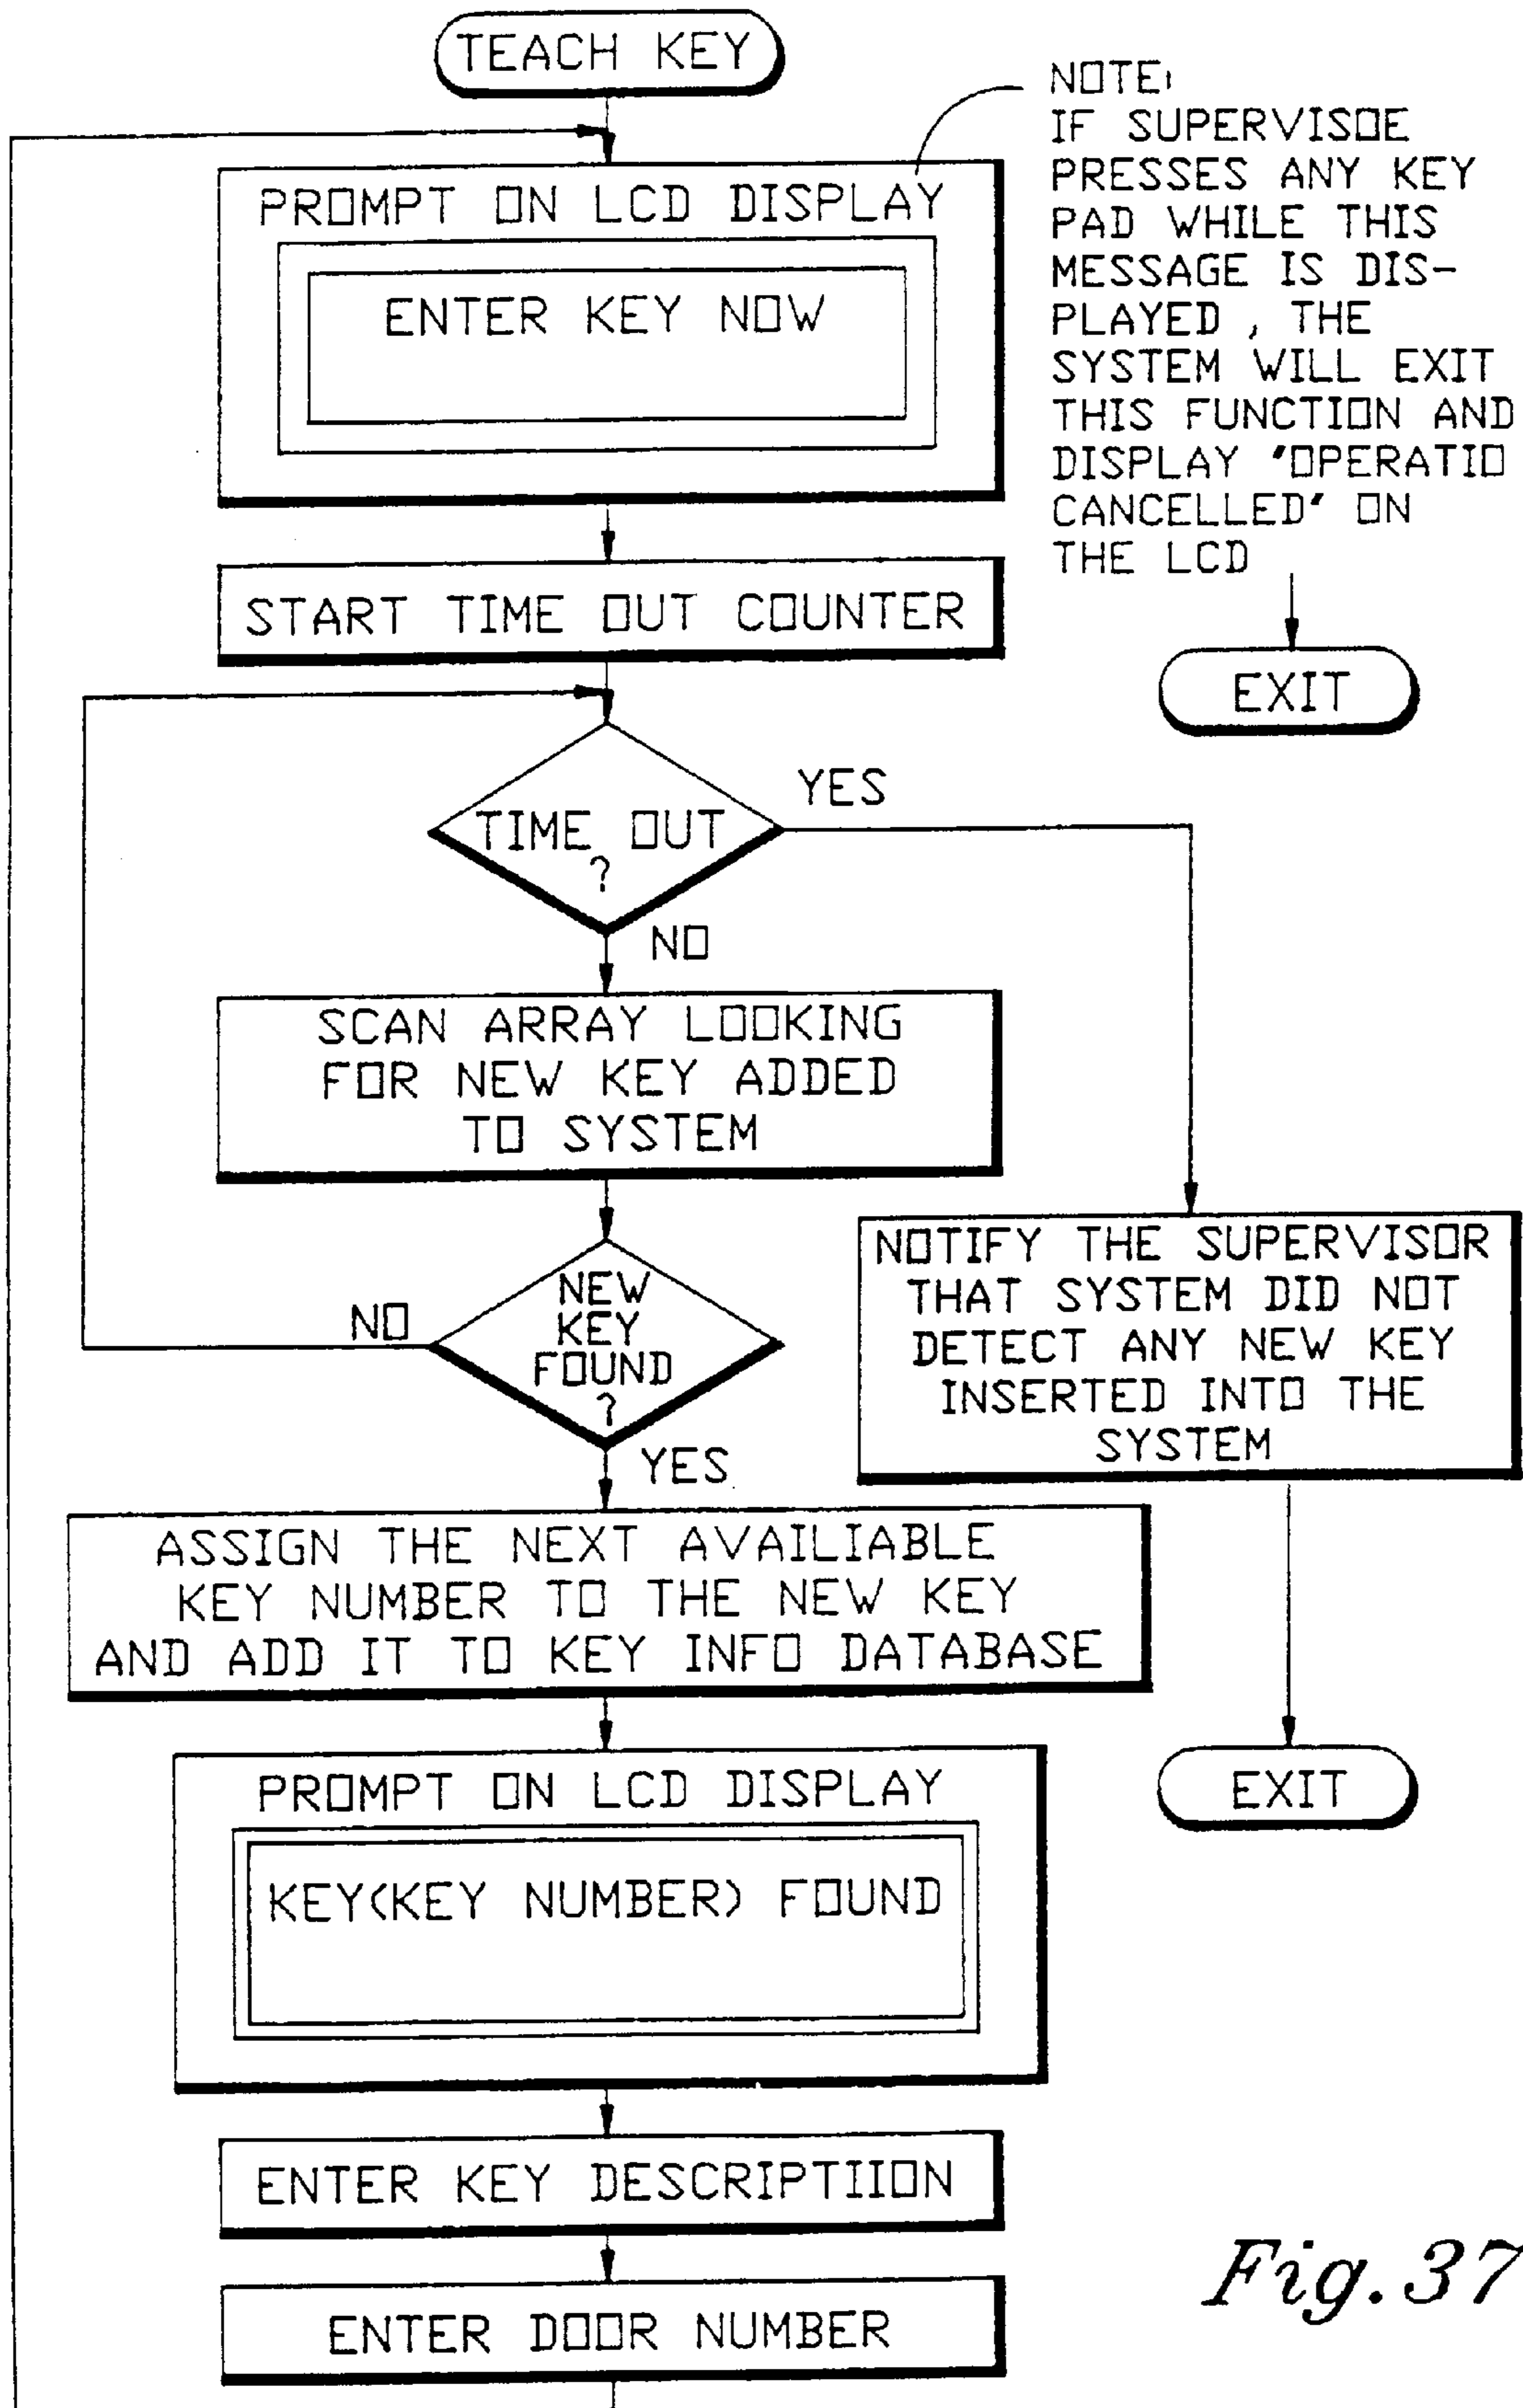 TEACH KEY
NOTE:
IF SUPERVISOE
PRESSES ANY KEY
PAD WHILE THIS
MESSAGE IS DIS-
PLAYED , THE
SYSTEM WILL EXIT
THIS FUNCTION AND
DISPLAY "OPERATIO
CANCELLED" ON
THE LCD
EXIT
PROMPT ON LCD DISPLAY
ENTER KEY NOW
START TIME OUT COUNTER
TIME OUT
?
YES
NO
SCAN ARRAY LOOKING
FOR NEW KEY ADDED
TO SYSTEM
NEW
KEY
FOUND
?
NO
YES
NOTIFY THE SUPERVISOR
THAT SYSTEM DID NOT
DETECT ANY NEW KEY
INSERTED INTO THE
SYSTEM
EXIT
ASSIGN THE NEXT AVAILIABLE
KEY NUMBER TO THE NEW KEY
AND ADD IT TO KEY INFO DATABASE
PROMPT ON LCD DISPLAY
KEY(KEY NUMBER) FOUND
ENTER KEY DESCRIPTIION
ENTER DOOR NUMBER
Fig. 37